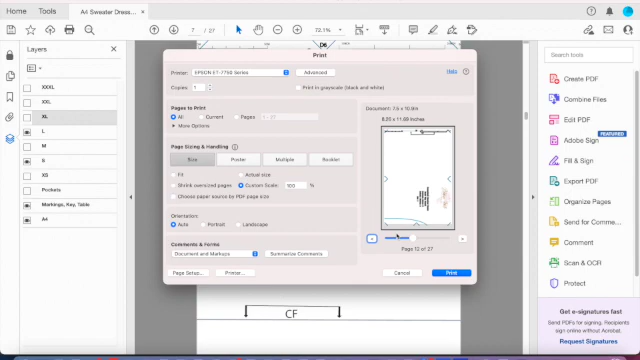 Home
Tools
A4 Sweater Dress...
7 / 27
72.1%
Layers
XXXL
XXL
XL
L
M
S
XS
Pockets
Markings, Key, Table
A4
D6
Print
Printer: EPSON ET-7750 Series
Advanced
Help
Copies: 1
Print in grayscale (black and white)
Pages to Print
All
Current
Pages
1 - 25
More Options
Page Sizing & Handling
Size
Poster
Multiple
Booklet
Fit
Actual size
Shrink oversized pages
Custom Scale: 100 %
Choose paper source by PDF page size
Orientation:
Auto
Portrait
Landscape
Comments & Forms
Document and Markups
Summarize Comments
Document: 7.5 x 10.9in
8.26 x 11.69 Inches
Page 12 of 27
Page Setup...
Printer...
Cancel
Print
CF
Search tools
Create PDF
Combine Files
Edit PDF
FEATURED
Adobe Sign
Fill & Sign
Export PDF
Organize Pages
Send for Comme...
Comment
Scan & OCR
Protect
Get e-signatures fast
Send PDFs for signing. Recipients
sign online without Acrobat.
Request Signatures